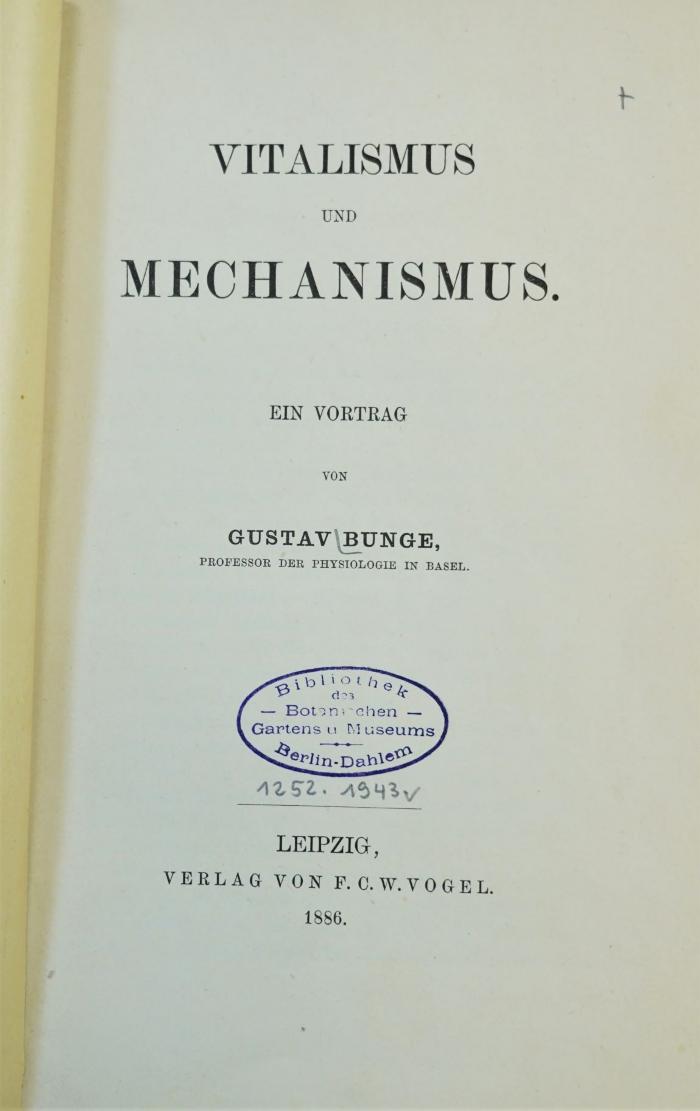 VITALISMUS
UND
MECHANISMUS.
EIN VORTRAG
VON
GUSTAV BUNGE,
PROFESSOR DER PHYSIOLOGIE IN BASEL.
Bibliothek
des
— Botanischen —
Gartens u Museums
Berlin-Dahlem
1252. 1943
LEIPZIG,
VERLAG VON F. C. W. VOGEL.
1886.